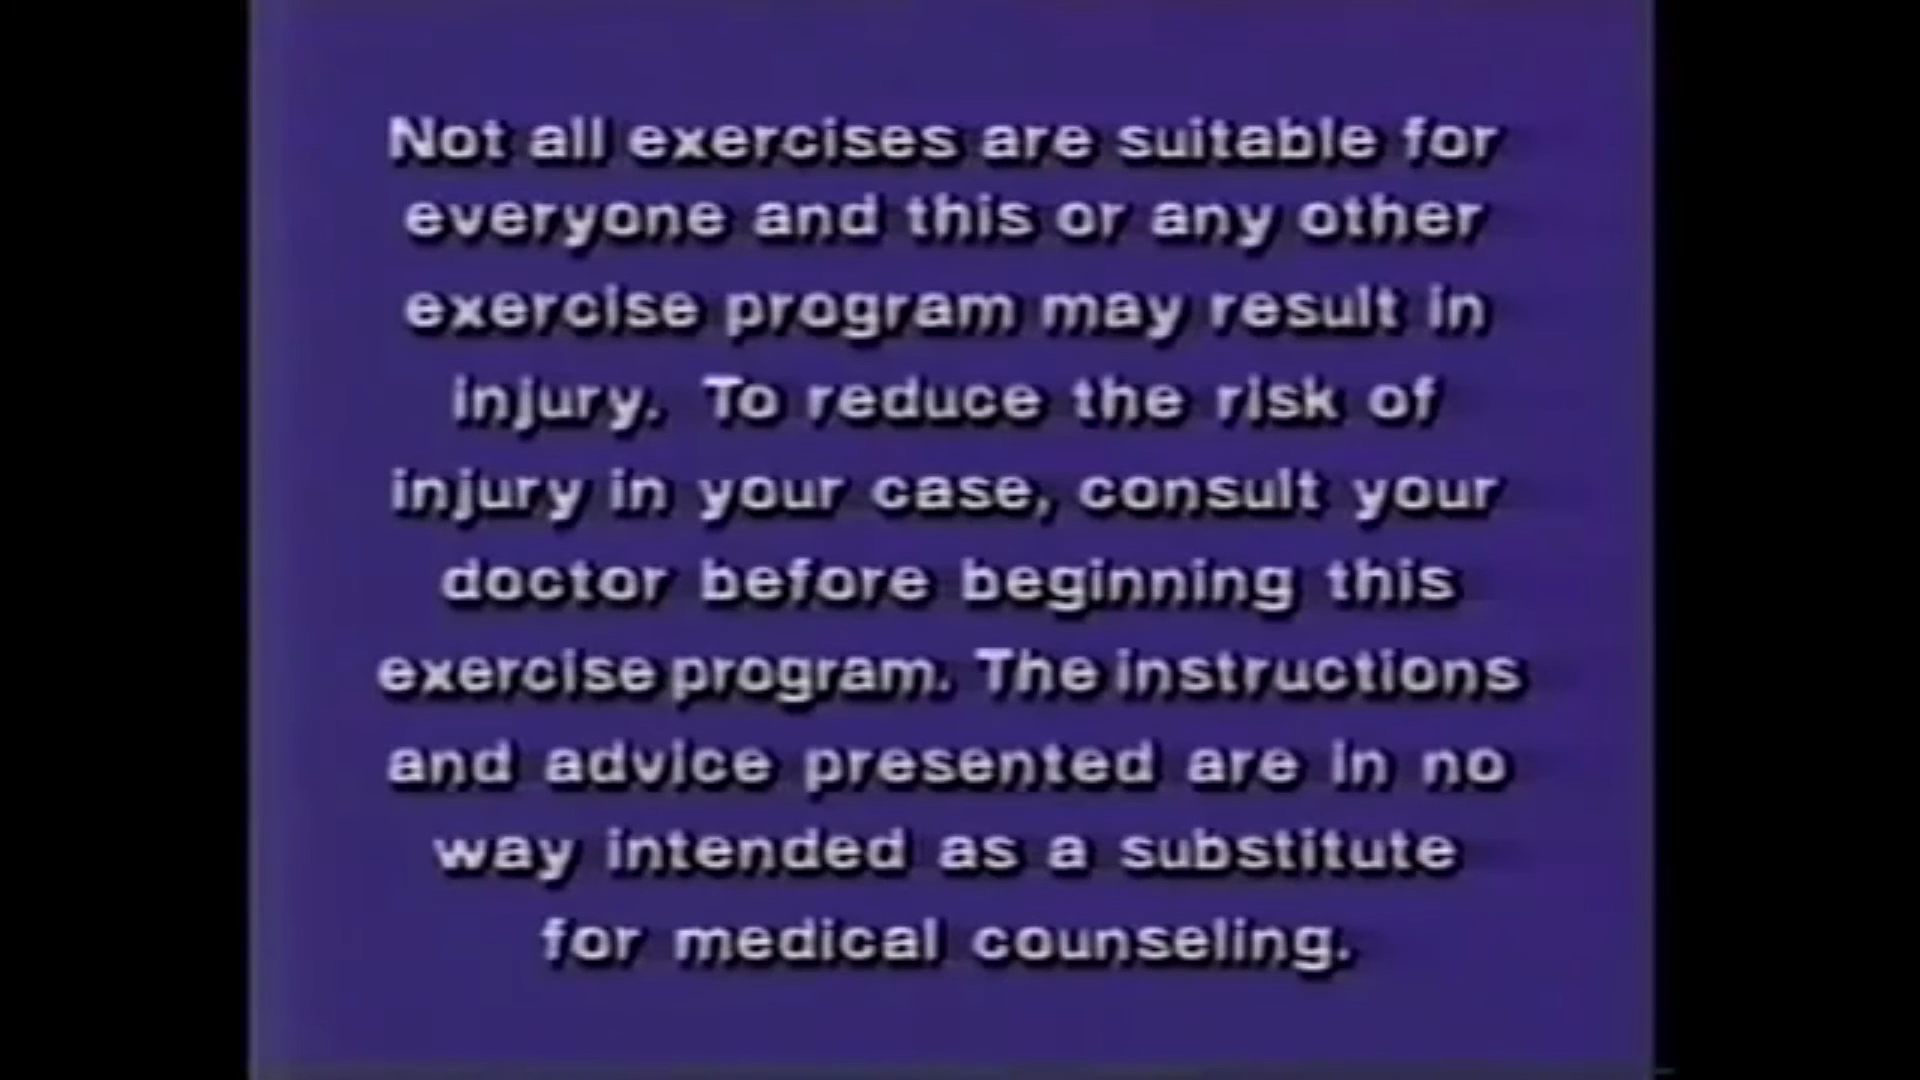 Not all exercises are suitable for
everyone and this or any other
exercise program may result in
injury. To reduce the risk of
injury in your case, consult your
doctor before beginning this
exercise program. The instructions
and advice presented are in no
way intended as a substitute
for medical counseling.